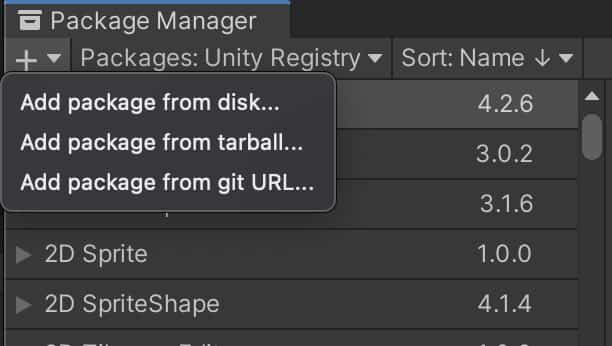 Package Manager
+ Packages: Unity Registry Sort: Name ↓
Add package from disk...
4.2.6
Add package from tarball...
3.0.2
Add package from git URL...
3.1.6
2D Sprite
1.0.0
2D SpriteShape
4.1.4